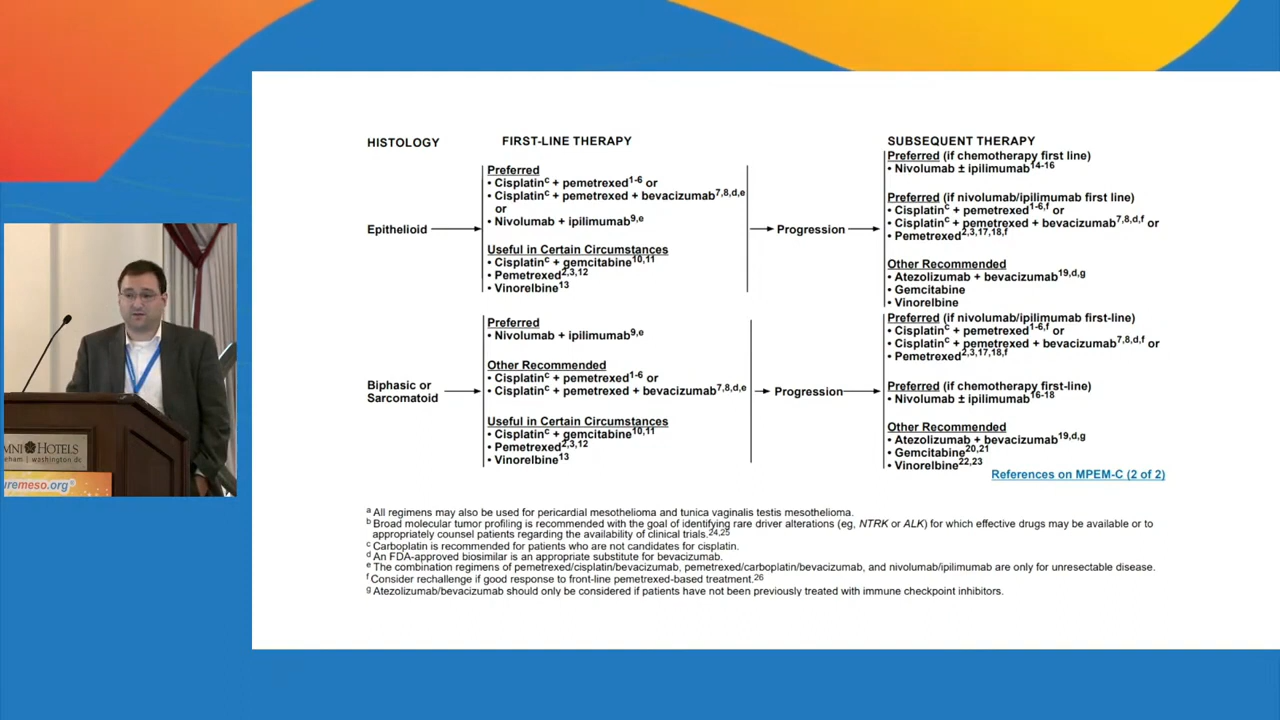 HISTOLOGY
FIRST-LINE THERAPY
SUBSEQUENT THERAPY
Epithelioid
Preferred
• Cisplatinc + pemetrexed1-6 or
• Cisplatinc + pemetrexed + bevacizumab7,8,d,e
or
• Nivolumab + ipilimumab9,e
Useful in Certain Circumstances
• Cisplatinc + gemcitabine10,11
• Pemetrexed2,3,12
• Vinorelbine13
Progression
Preferred (if chemotherapy first line)
• Nivolumab ± ipilimumab14-16
Preferred (if nivolumab/ipilimumab first line)
• Cisplatinc + pemetrexed1-6,f or
• Cisplatinc + pemetrexed + bevacizumab7,8,d,f or
• Pemetrexed2,3,17,18,f
Other Recommended
• Atezolizumab + bevacizumab19,d,g
• Gemcitabine
• Vinorelbine
Biphasic or
Sarcomatoid
Preferred
• Nivolumab + ipilimumab9,e
Other Recommended
• Cisplatinc + pemetrexed1-6 or
• Cisplatinc + pemetrexed + bevacizumab7,8,d,e
Useful in Certain Circumstances
• Cisplatinc + gemcitabine10,11
• Pemetrexed2,3,12
• Vinorelbine13
Progression
Preferred (if nivolumab/ipilimumab first-line)
• Cisplatinc + pemetrexed1-6,f or
• Cisplatinc + pemetrexed + bevacizumab7,8,d,f or
• Pemetrexed2,3,17,18,f
Preferred (if chemotherapy first-line)
• Nivolumab ± ipilimumab16-18
Other Recommended
• Atezolizumab + bevacizumab19,d,g
• Gemcitabine20,21
• Vinorelbine22,23
References on MPEM-C (2 of 2)
a All regimens may also be used for pericardial mesothelioma and tunica vaginalis testis mesothelioma.
b Broad molecular tumor profiling is recommended with the goal of identifying rare driver alterations (eg, NTRK or ALK) for which effective drugs may be available or to
appropriately counsel patients regarding the availability of clinical trials.24,25
c Carboplatin is recommended for patients who are not candidates for cisplatin.
d An FDA-approved biosimilar is an appropriate substitute for bevacizumab.
e The combination regimens of pemetrexed/cisplatin/bevacizumab, pemetrexed/carboplatin/bevacizumab, and nivolumab/ipilimumab are only for unresectable disease.
f Consider rechallenge if good response to front-line pemetrexed-based treatment.26
g Atezolizumab/bevacizumab should only be considered if patients have not been previously treated with immune checkpoint inhibitors.
MNI HOTELS
eham | washington dc
uremeso.org®